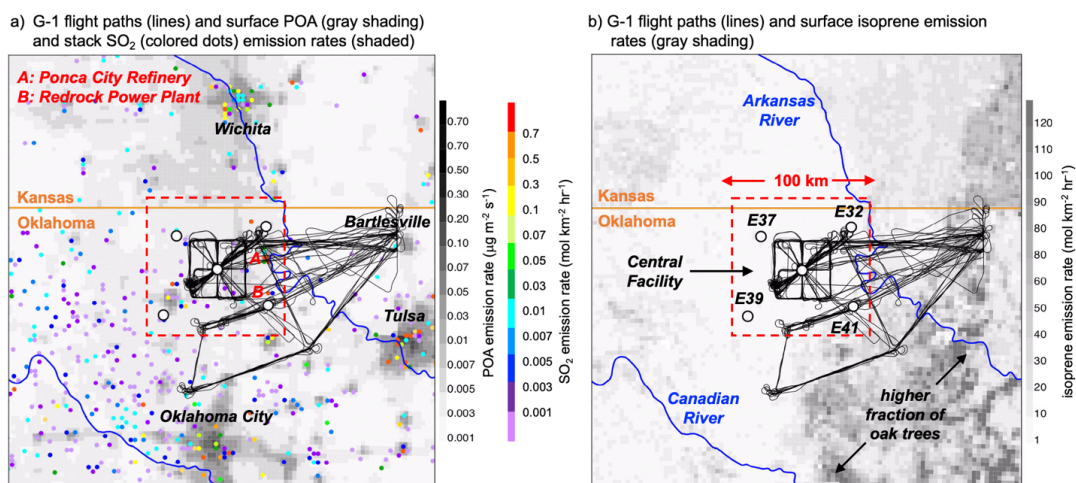 a) G-1 flight paths (lines) and surface POA (gray shading)
and stack SO₂ (colored dots) emission rates (shaded)
A: Ponca City Refinery
B: Redrock Power Plant
Wichita
Kansas
Oklahoma
Bartlesville
A
B
Tulsa
Oklahoma City
0.70
0.70
0.50
0.30
0.20
0.10
0.07
0.05
0.03
0.01
0.007
0.005
0.003
0.001
POA emission rate (µg m⁻² s⁻¹)
0.7
0.5
0.3
0.1
0.07
0.05
0.03
0.01
0.007
0.005
0.003
0.001
SO₂ emission rate (mol km⁻² hr⁻¹)
b) G-1 flight paths (lines) and surface isoprene emission
rates (gray shading)
Arkansas
River
100 km
Kansas
Oklahoma
E37
E32
Central
Facility
E39
E41
Canadian
River
higher
fraction of
oak trees
120
110
100
90
80
70
60
50
40
30
20
10
1
isoprene emission rate (mol km⁻² hr⁻¹)